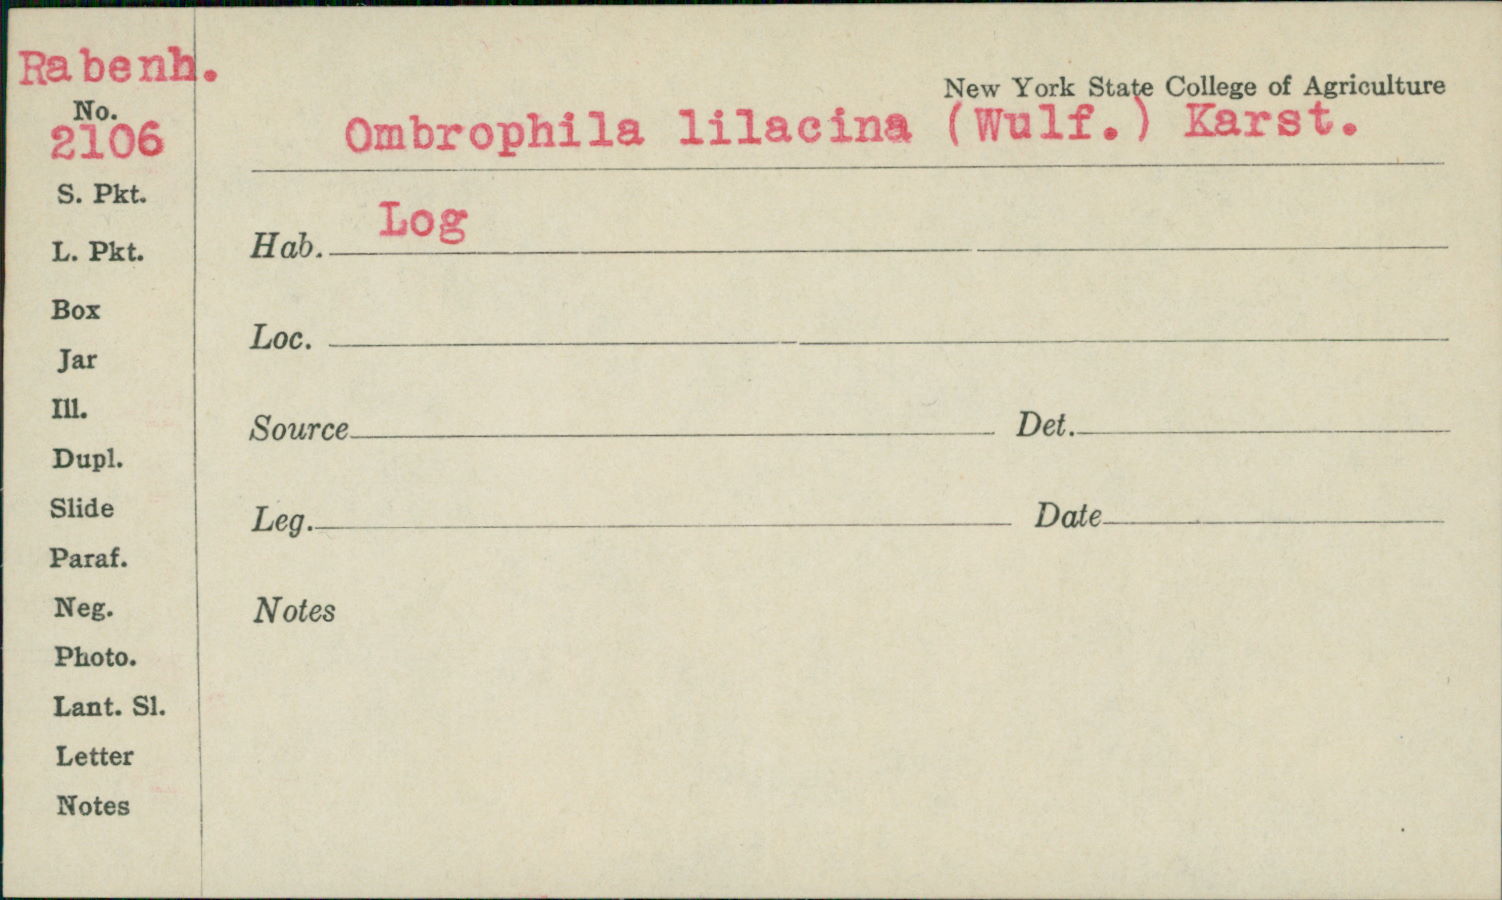 Rabenh.
No.
2106
S. Pkt.
L. Pkt.
Box
Jar
Ill.
Dupl.
Slide
Paraf.
Neg.
Photo.
Lant. Sl.
Letter
Notes
New York State College of Agriculture
Ombrophila lilacina (Wulf.) Karst.
Hab. Log
Loc.
Source Det.
Leg. Date
Notes